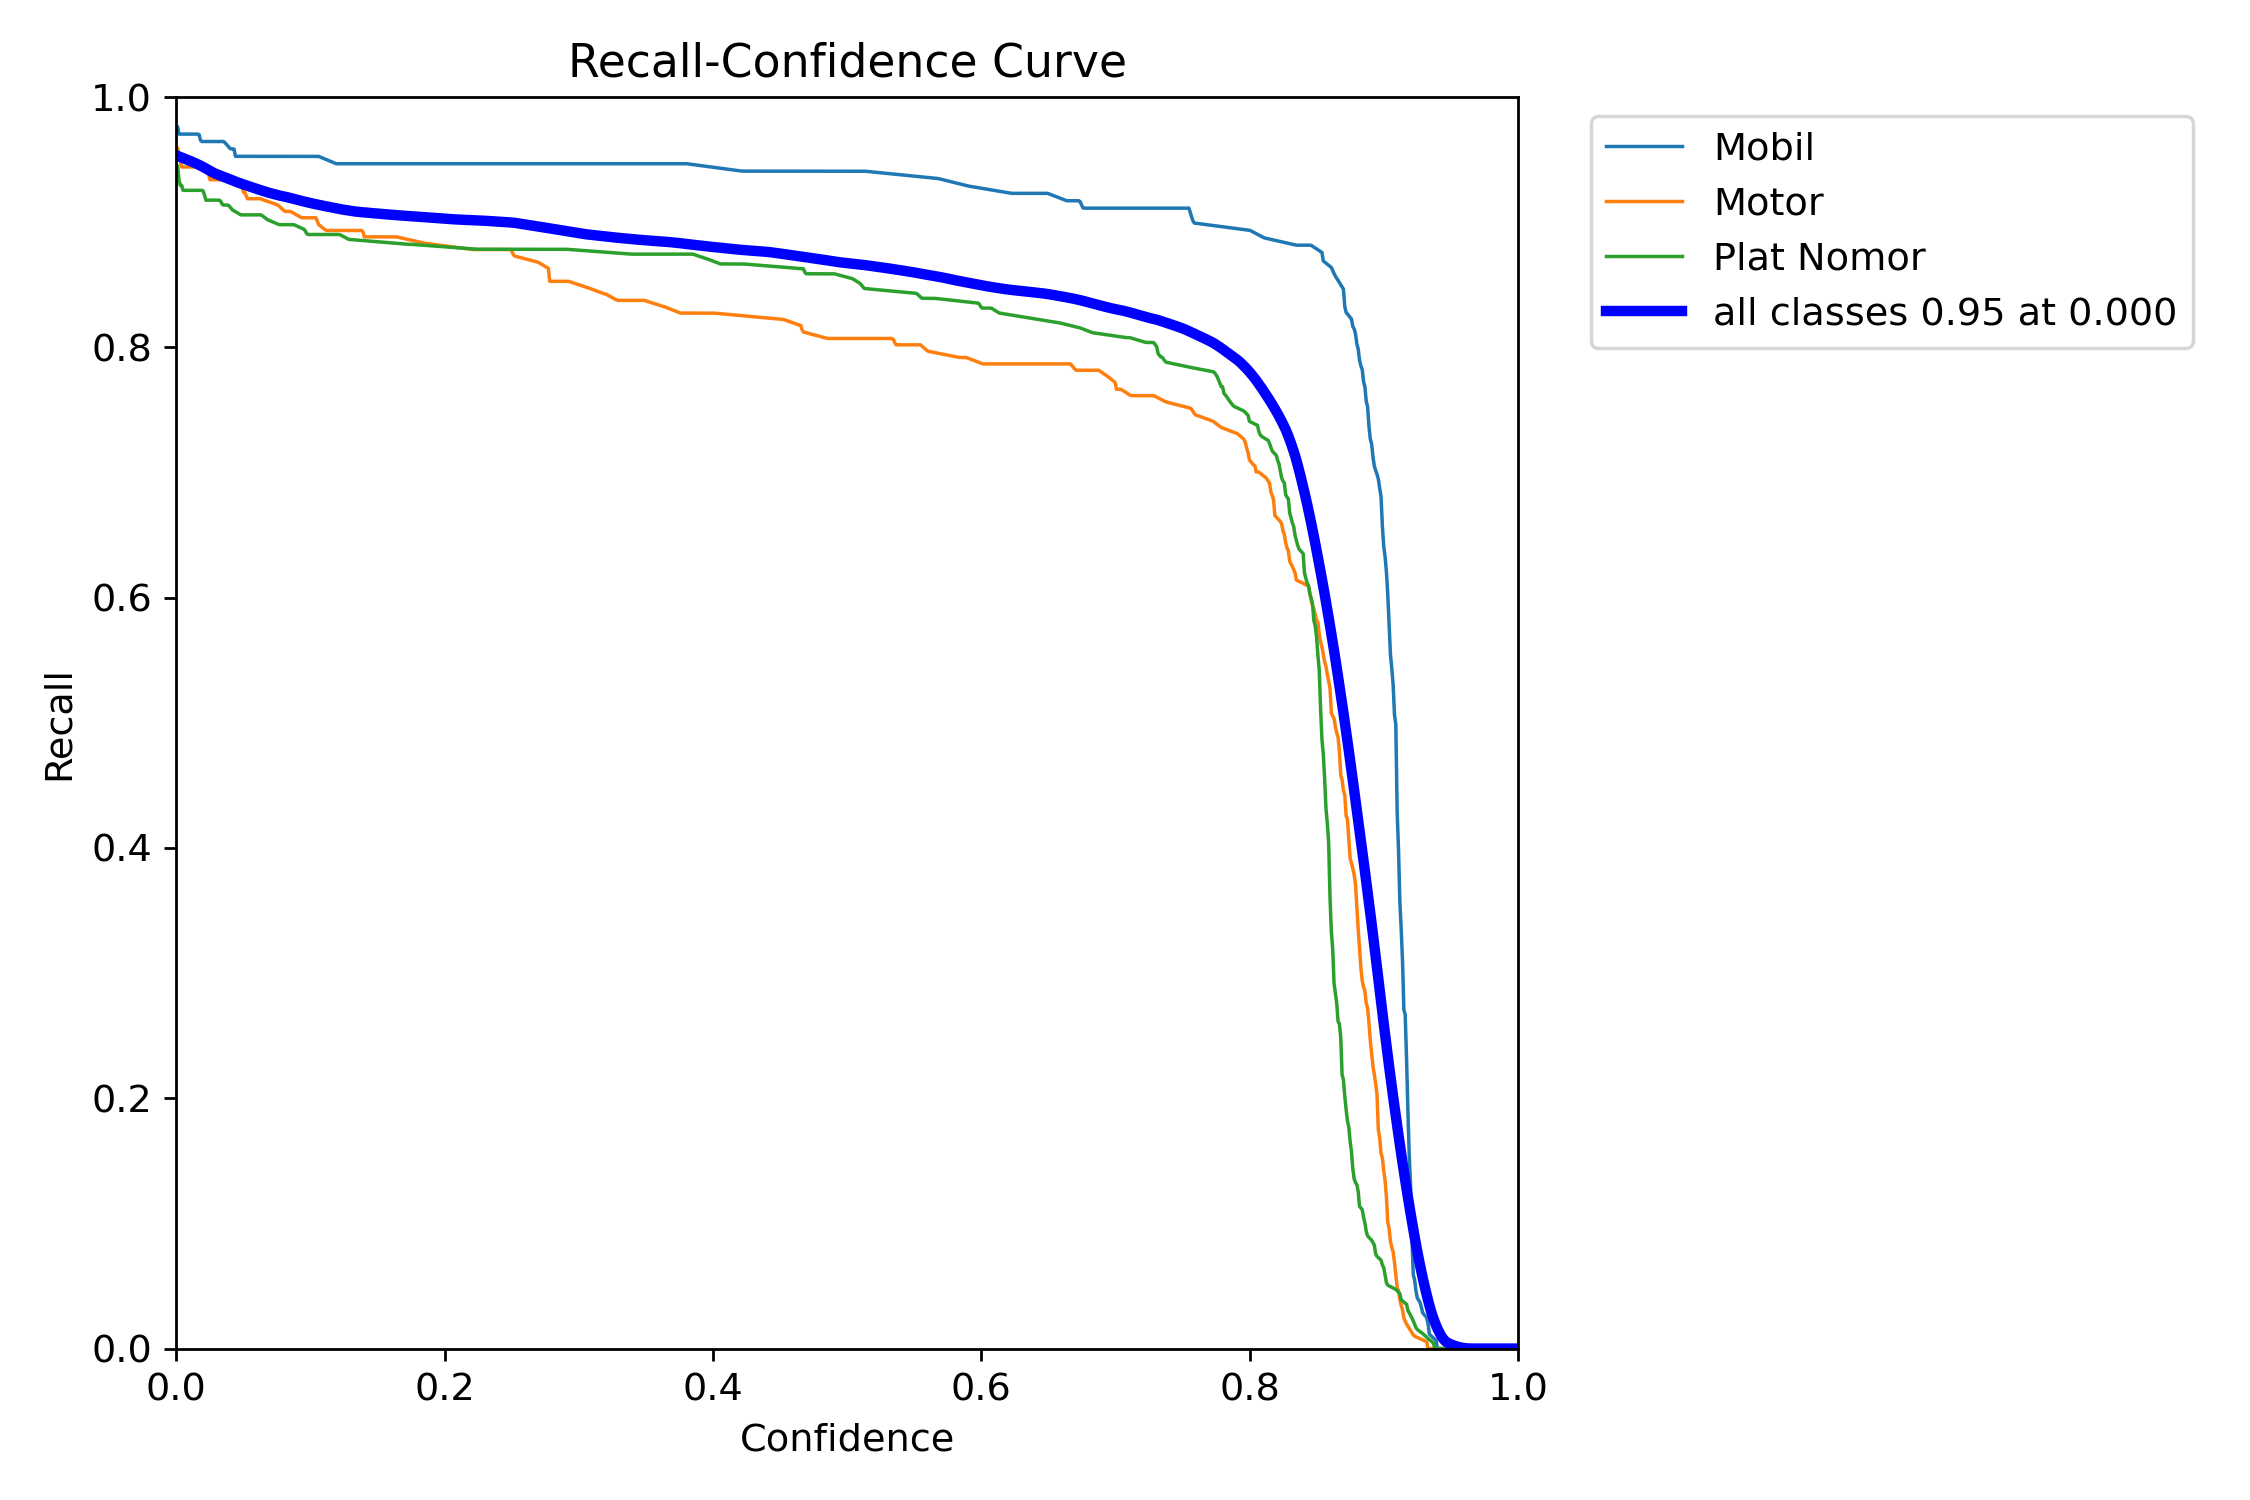 Recall-Confidence Curve
1.0
0.8
0.6
0.4
0.2
0.0
Recall
0.0 0.2 0.4 0.6 0.8 1.0
Confidence
Mobil
Motor
Plat Nomor
all classes 0.95 at 0.000